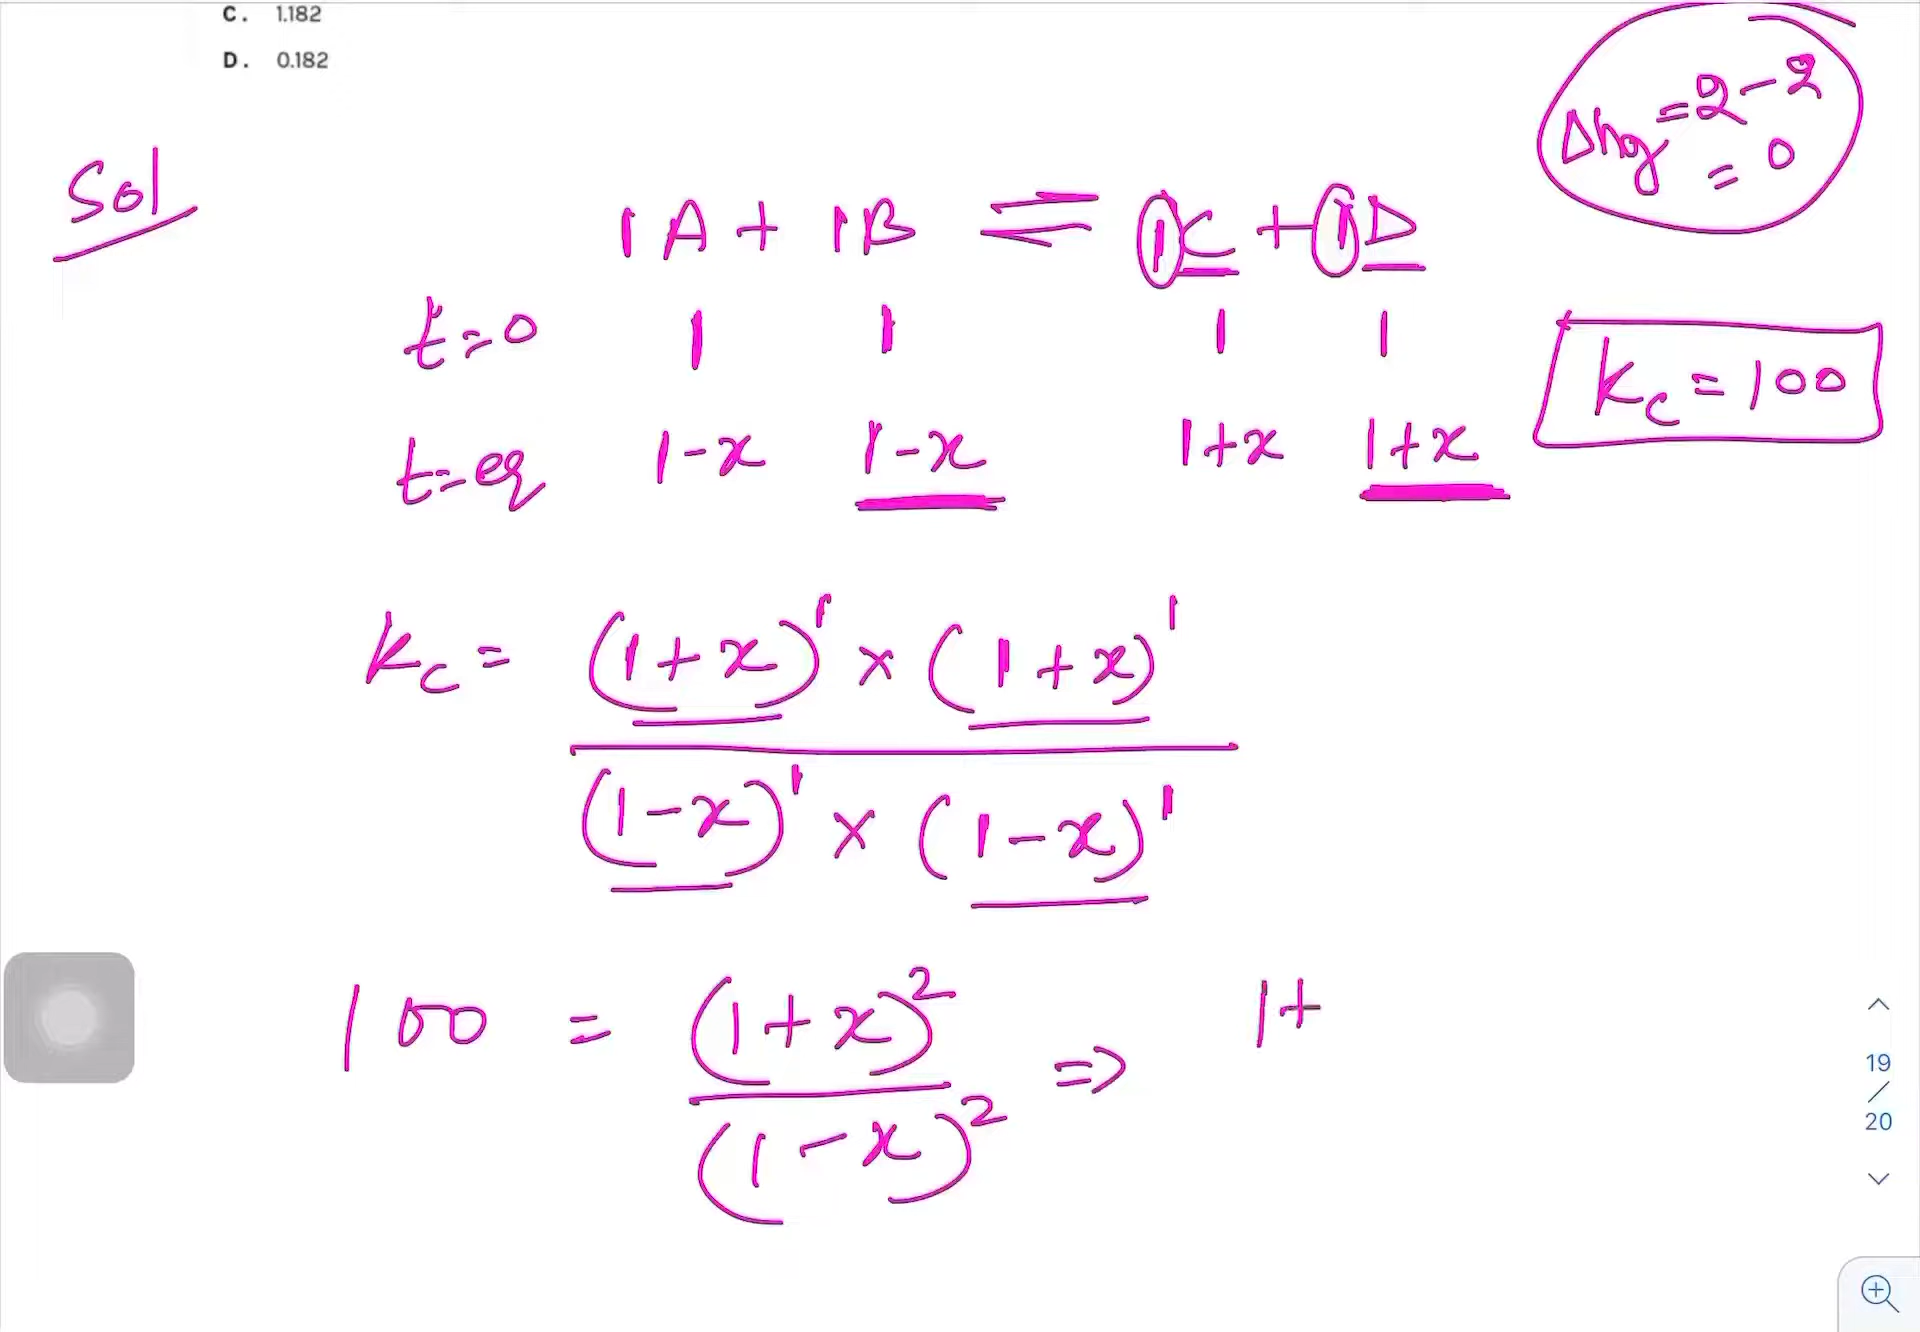 C. 1.182
D. 0.182
Δng = 2 - 2
= 0
Sol
1A + 1B ⇌ 1C + 1D
t=0 1 1 1 1
Kc = 100
t=eq 1-x 1-x 1+x 1+x
Kc = (1+x)¹ × (1+x)¹
(1-x)¹ × (1-x)¹
100 = (1+x)² ⇒ 1+
(1-x)²
19
/
20